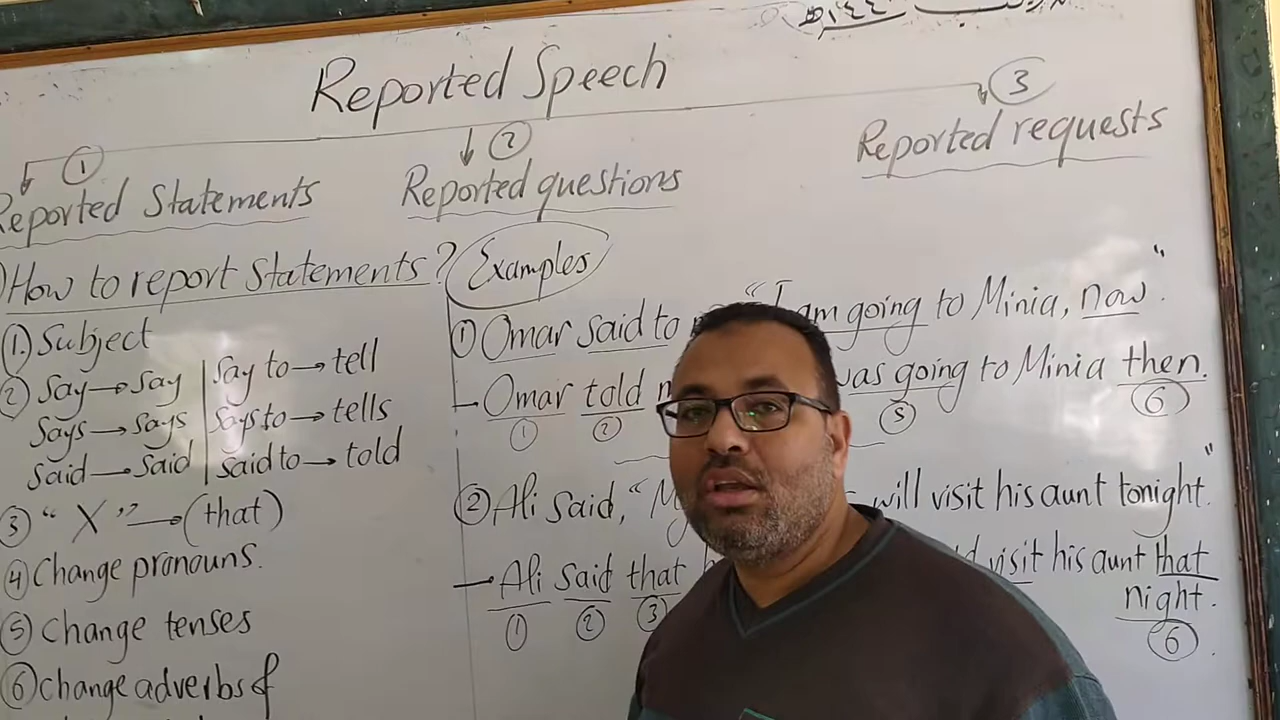 ١٤٤٤هـ
Reported Speech
① ② ③
Reported Statements
Reported questions
Reported requests
How to report Statements?
①. Subject
② Say → Say | Say to → tell
Says → Says | Says to → tells
Said → Said | Said to → told
③ " X " → (that)
④ Change pronouns.
⑤ Change tenses
⑥ change adverbs of
Examples
① Omar said to "I am going to Minia, now."
Omar told was going to Minia then.
① ② ⑤ ⑥
② Ali Said, "My will visit his aunt tonight."
→ Ali Said that visit his aunt that
night.
① ② ③ ⑥